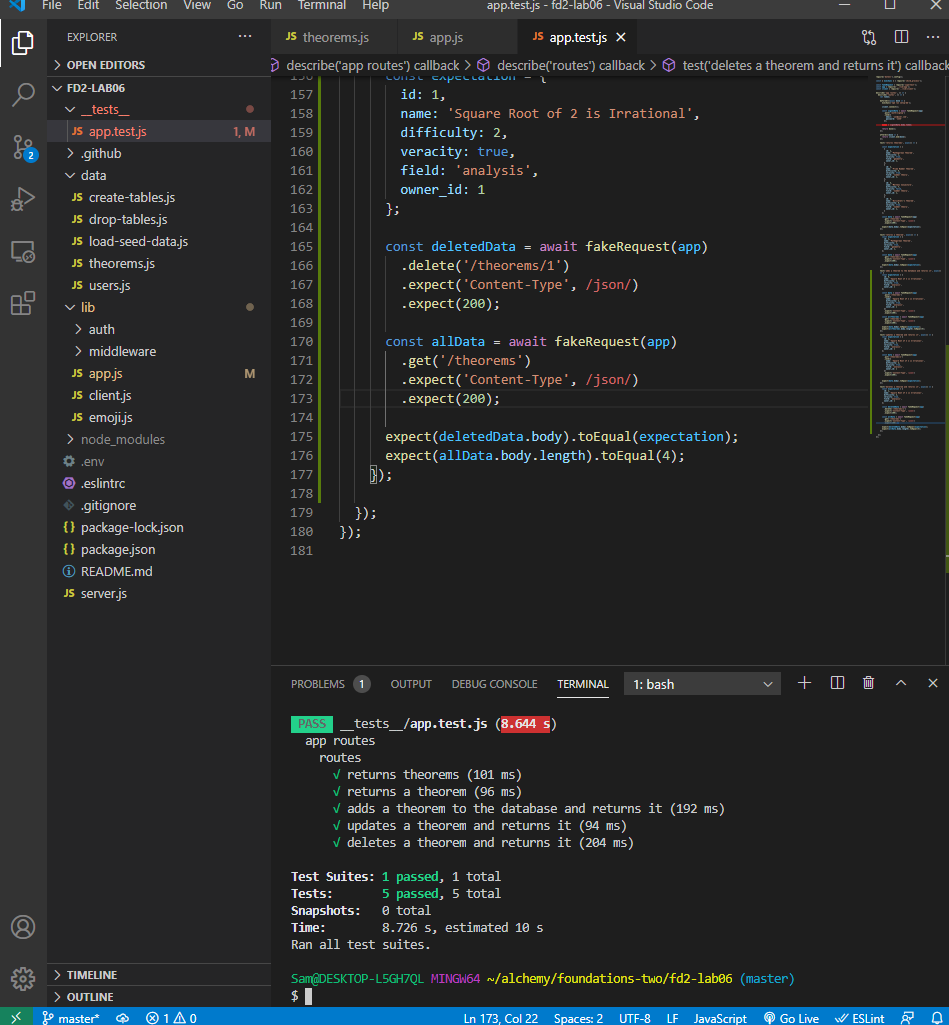 File Edit Selection View Go Run Terminal Help app.test.js - fd2-lab06 - Visual Studio Code
EXPLORER ···
OPEN EDITORS
FD2-LAB06
__tests__
JS app.test.js 1, M
.github
data
JS create-tables.js
JS drop-tables.js
JS load-seed-data.js
JS theorems.js
JS users.js
lib
auth
middleware
JS app.js M
JS client.js
JS emoji.js
node_modules
.env
.eslintrc
.gitignore
{} package-lock.json
{} package.json
README.md
JS server.js
TIMELINE
OUTLINE
2
JS theorems.js JS app.js JS app.test.js ···
describe('app routes') callback > describe('routes') callback > test('deletes a theorem and returns it') callback
156 const expectation = {
157 id: 1,
158 name: 'Square Root of 2 is Irrational',
159 difficulty: 2,
160 veracity: true,
161 field: 'analysis',
162 owner_id: 1
163 };
164
165 const deletedData = await fakeRequest(app)
166 .delete('/theorems/1')
167 .expect('Content-Type', /json/)
168 .expect(200);
169
170 const allData = await fakeRequest(app)
171 .get('/theorems')
172 .expect('Content-Type', /json/)
173 .expect(200);
174
175 expect(deletedData.body).toEqual(expectation);
176 expect(allData.body.length).toEqual(4);
177 });
178
179 });
180 });
181
PROBLEMS 1 OUTPUT DEBUG CONSOLE TERMINAL 1: bash
PASS __tests__/app.test.js (8.644 s)
app routes
routes
√ returns theorems (101 ms)
√ returns a theorem (96 ms)
√ adds a theorem to the database and returns it (192 ms)
√ updates a theorem and returns it (94 ms)
√ deletes a theorem and returns it (204 ms)
Test Suites: 1 passed, 1 total
Tests: 5 passed, 5 total
Snapshots: 0 total
Time: 8.726 s, estimated 10 s
Ran all test suites.
Sam@DESKTOP-L5GH7QL MINGW64 ~/alchemy/foundations-two/fd2-lab06 (master)
$
master* 1 0 Ln 173, Col 22 Spaces: 2 UTF-8 LF JavaScript Go Live ESLint